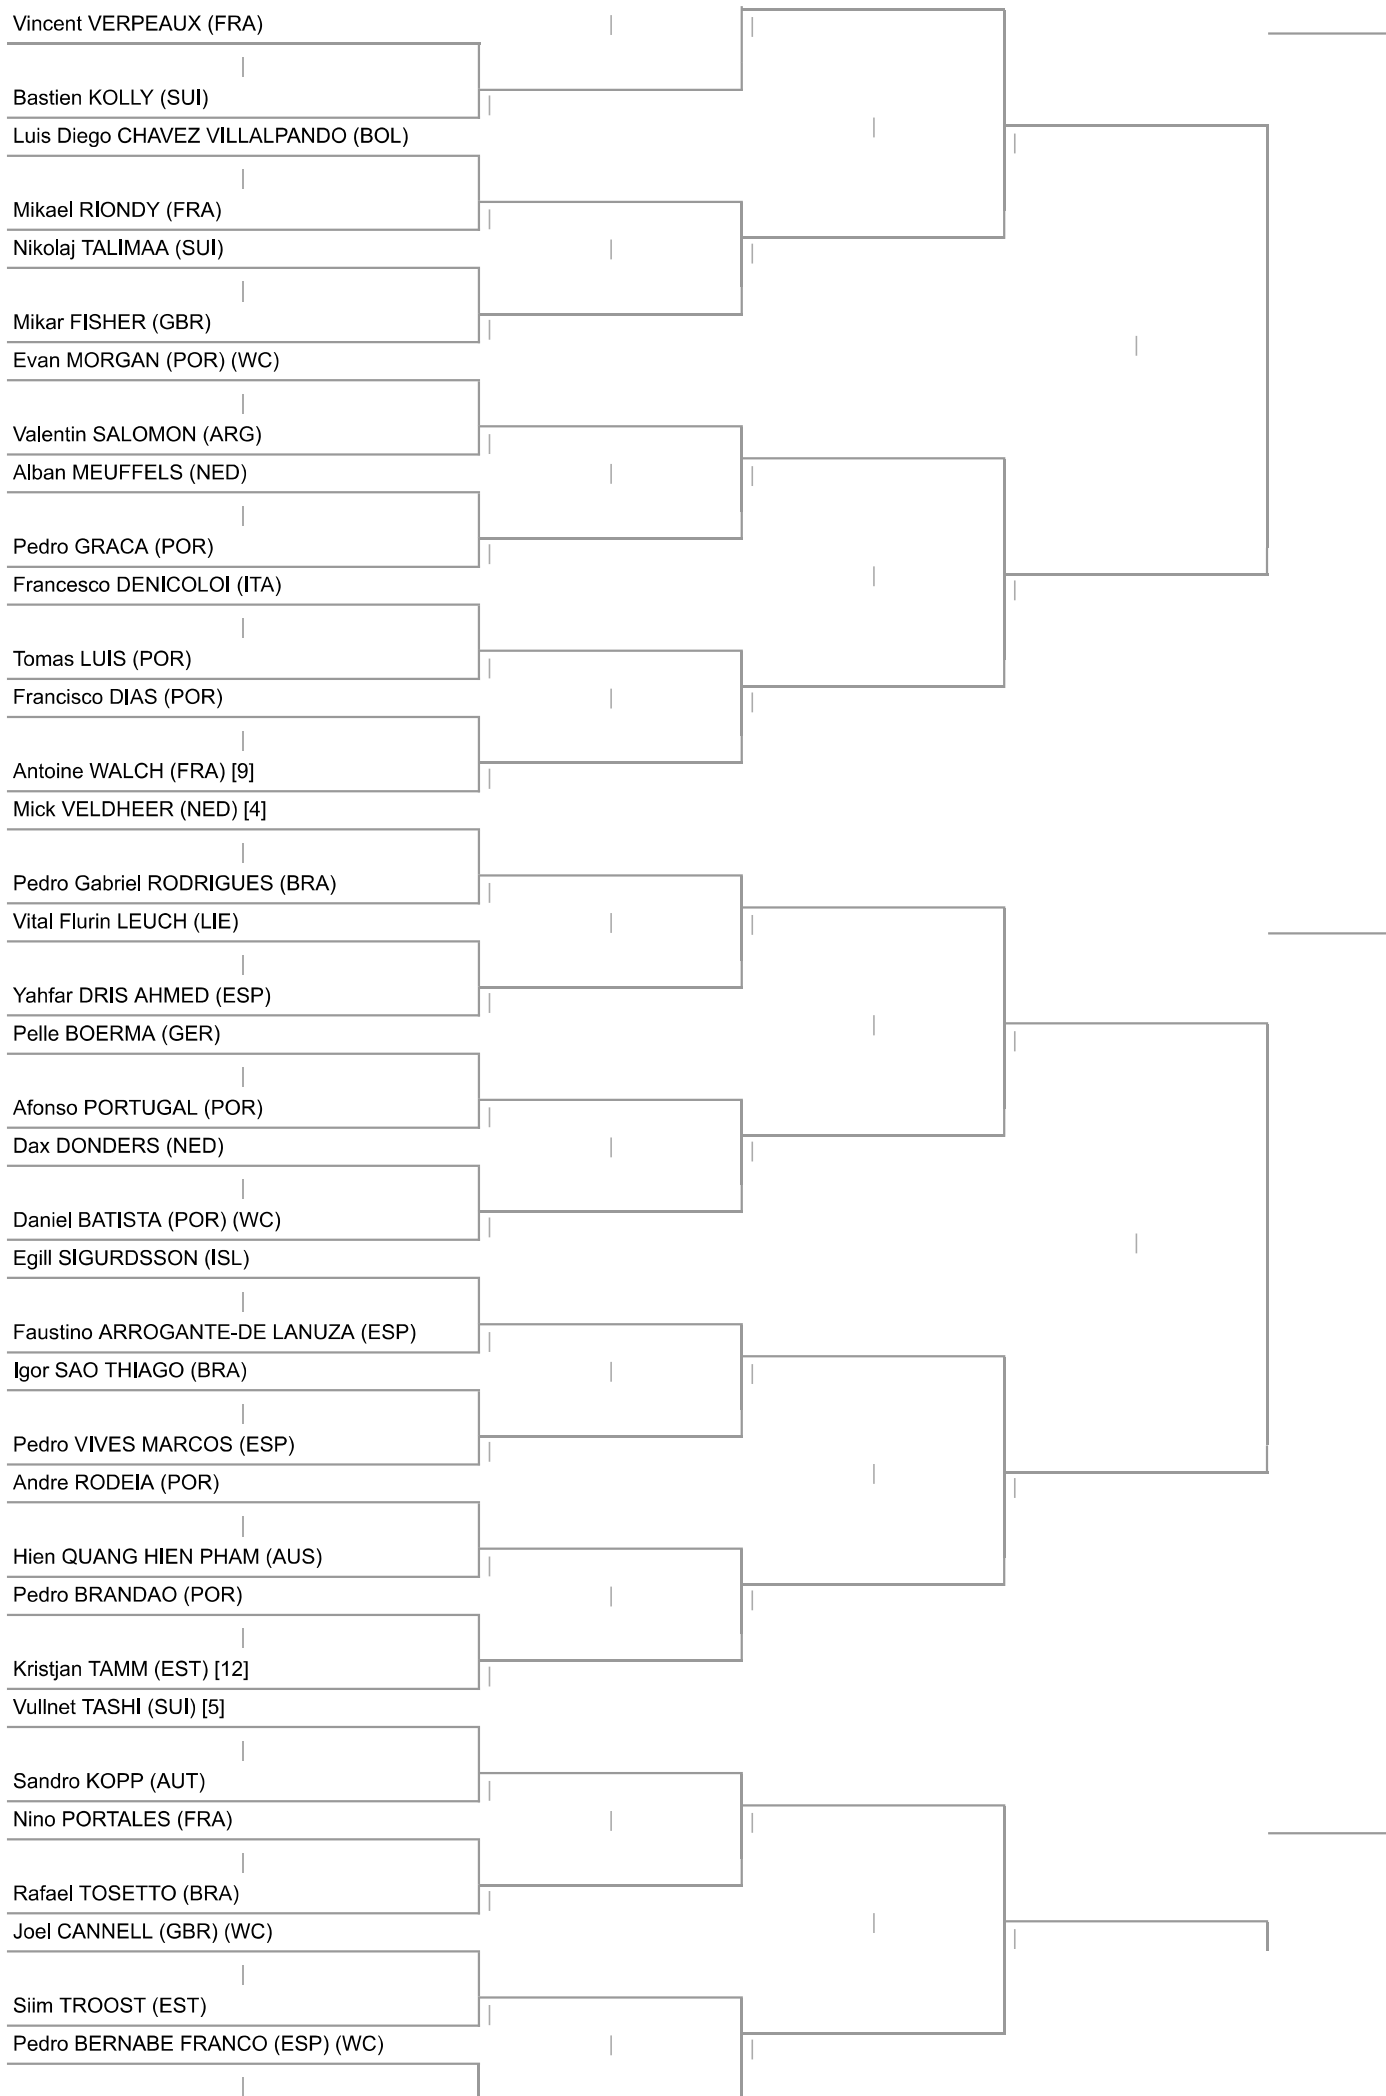 Vincent VERPEAUX (FRA)
Bastien KOLLY (SUI)
Luis Diego CHAVEZ VILLALPANDO (BOL)
Mikael RIONDY (FRA)
Nikolaj TALIMAA (SUI)
Mikar FISHER (GBR)
Evan MORGAN (POR) (WC)
Valentin SALOMON (ARG)
Alban MEUFFELS (NED)
Pedro GRACA (POR)
Francesco DENICOLOI (ITA)
Tomas LUIS (POR)
Francisco DIAS (POR)
Antoine WALCH (FRA) [9]
Mick VELDHEER (NED) [4]
Pedro Gabriel RODRIGUES (BRA)
Vital Flurin LEUCH (LIE)
Yahfar DRIS AHMED (ESP)
Pelle BOERMA (GER)
Afonso PORTUGAL (POR)
Dax DONDERS (NED)
Daniel BATISTA (POR) (WC)
Egill SIGURDSSON (ISL)
Faustino ARROGANTE-DE LANUZA (ESP)
Igor SAO THIAGO (BRA)
Pedro VIVES MARCOS (ESP)
Andre RODEIA (POR)
Hien QUANG HIEN PHAM (AUS)
Pedro BRANDAO (POR)
Kristjan TAMM (EST) [12]
Vullnet TASHI (SUI) [5]
Sandro KOPP (AUT)
Nino PORTALES (FRA)
Rafael TOSETTO (BRA)
Joel CANNELL (GBR) (WC)
Siim TROOST (EST)
Pedro BERNABE FRANCO (ESP) (WC)